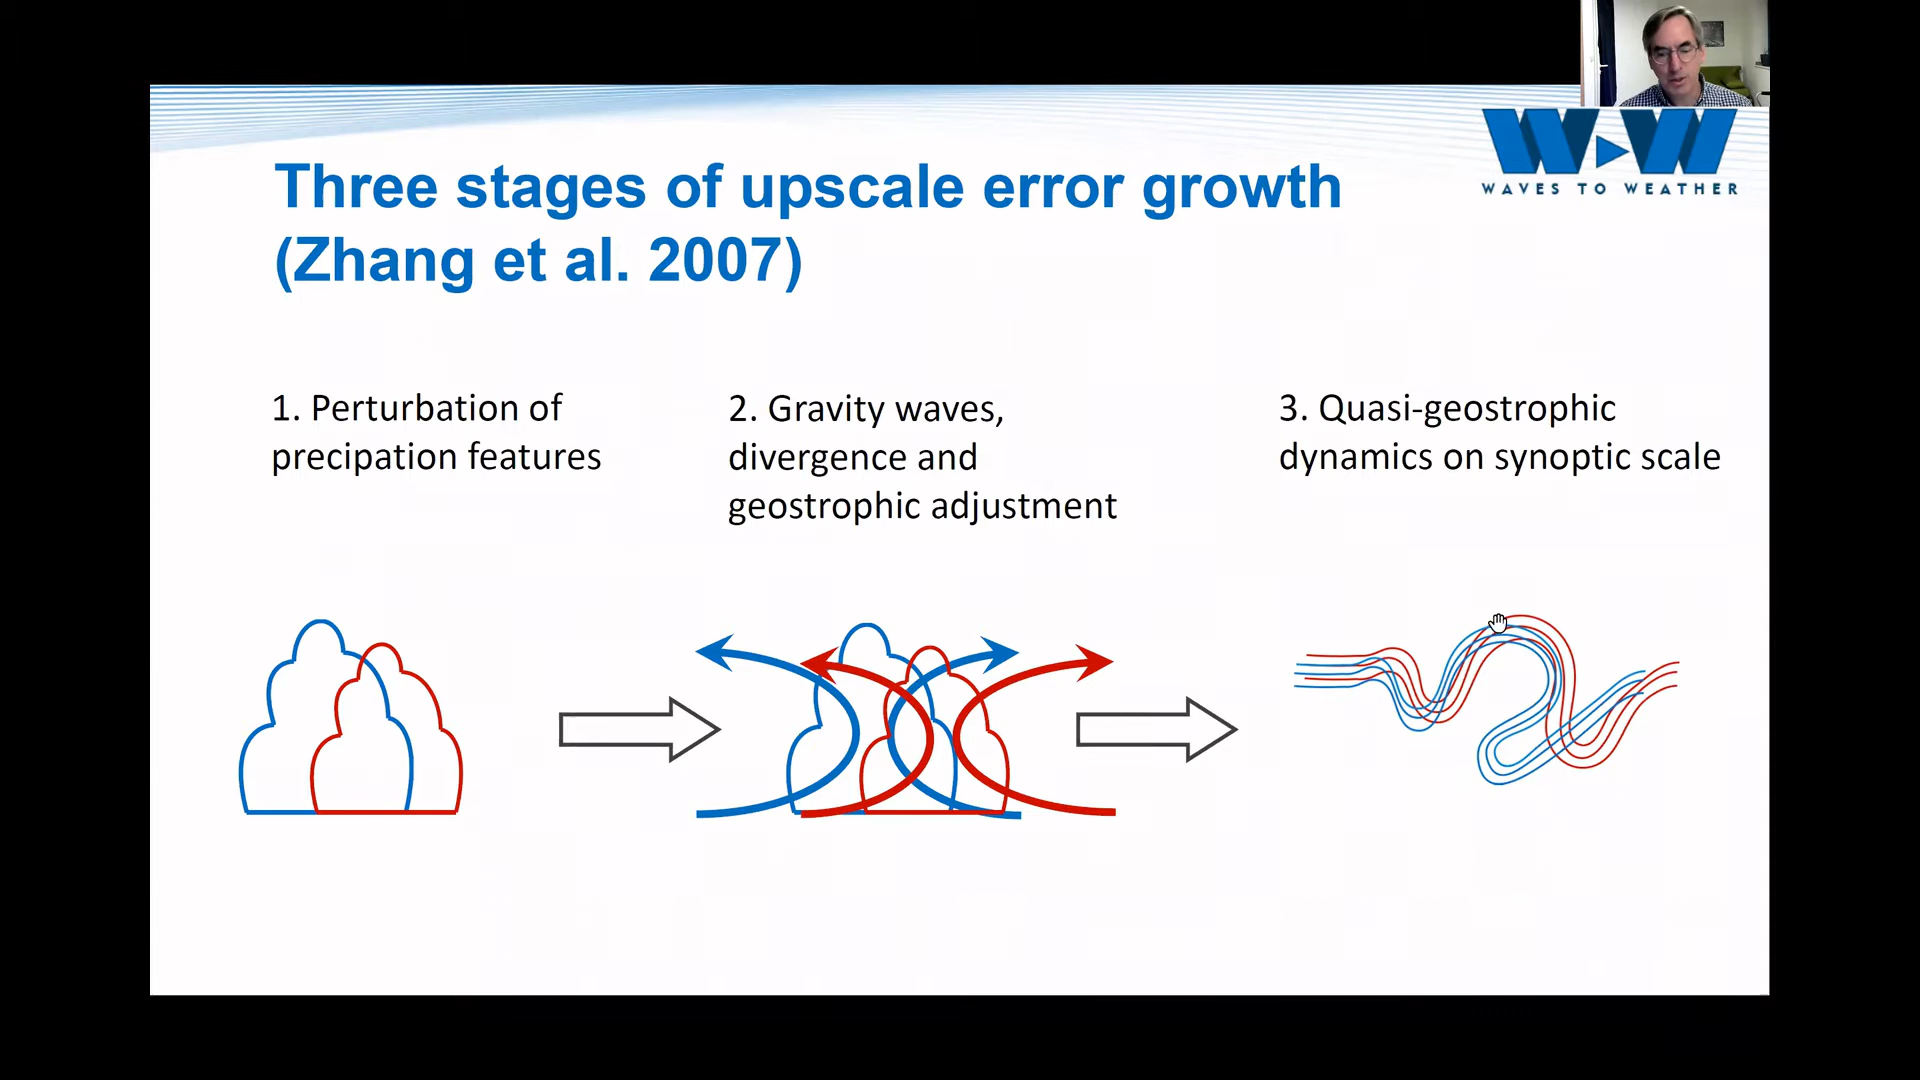 WAVES TO WEATHER
Three stages of upscale error growth
(Zhang et al. 2007)
1. Perturbation of
precipation features
2. Gravity waves,
divergence and
geostrophic adjustment
3. Quasi-geostrophic
dynamics on synoptic scale